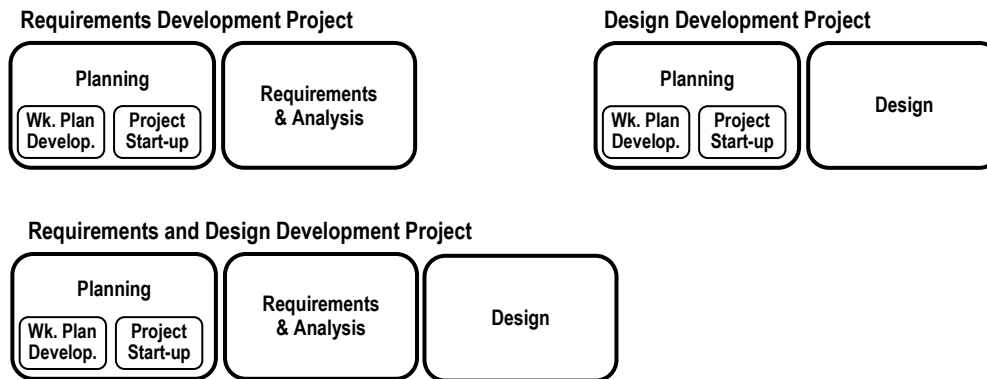 Requirements Development Project
Planning
Wk. Plan
Develop.
Project
Start-up
Requirements
& Analysis
Design Development Project
Planning
Wk. Plan
Develop.
Project
Start-up
Design
Requirements and Design Development Project
Planning
Wk. Plan
Develop.
Project
Start-up
Requirements
& Analysis
Design